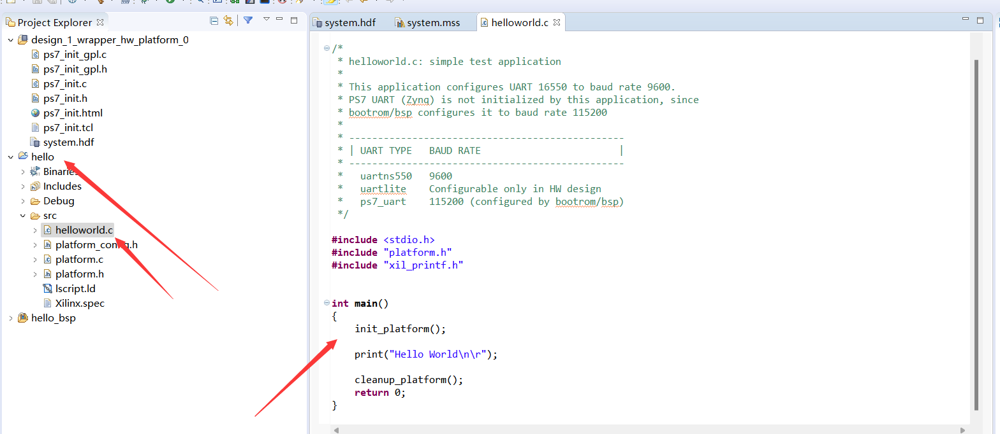 Project Explorer
design_1_wrapper_hw_platform_0
ps7_init_gpl.c
ps7_init_gpl.h
ps7_init.c
ps7_init.h
ps7_init.html
ps7_init.tcl
system.hdf
hello
Binaries
Includes
Debug
src
helloworld.c
platform_config.h
platform.c
platform.h
lscript.ld
Xilinx.spec
hello_bsp
system.hdf system.mss helloworld.c
/*
* helloworld.c: simple test application
*
* This application configures UART 16550 to baud rate 9600.
* PS7 UART (Zynq) is not initialized by this application, since
* bootrom/bsp configures it to baud rate 115200
*
* ------------------------------------------------
* | UART TYPE   BAUD RATE                        |
* ------------------------------------------------
*   uartns550   9600
*   uartlite    Configurable only in HW design
*   ps7_uart    115200 (configured by bootrom/bsp)
*/
#include <stdio.h>
#include "platform.h"
#include "xil_printf.h"
int main()
{
    init_platform();
    print("Hello World\n\r");
    cleanup_platform();
    return 0;
}